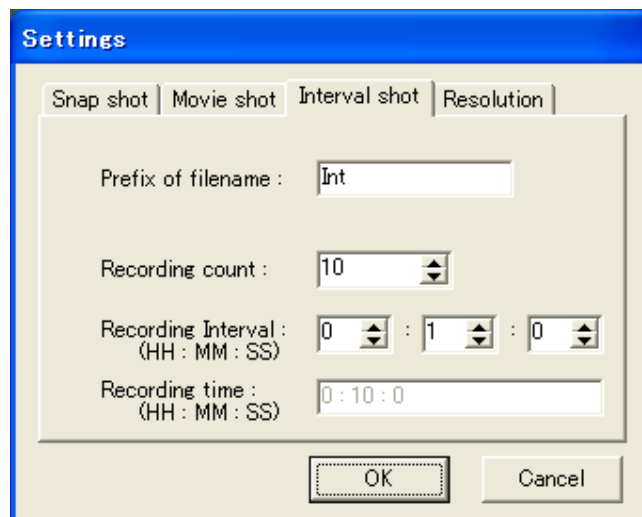 Settings
Snap shot Movie shot Interval shot Resolution
Prefix of filename : Int
Recording count : 10
Recording Interval : 0 : 1 : 0
(HH : MM : SS)
Recording time : 0 : 10 : 0
(HH : MM : SS)
OK Cancel